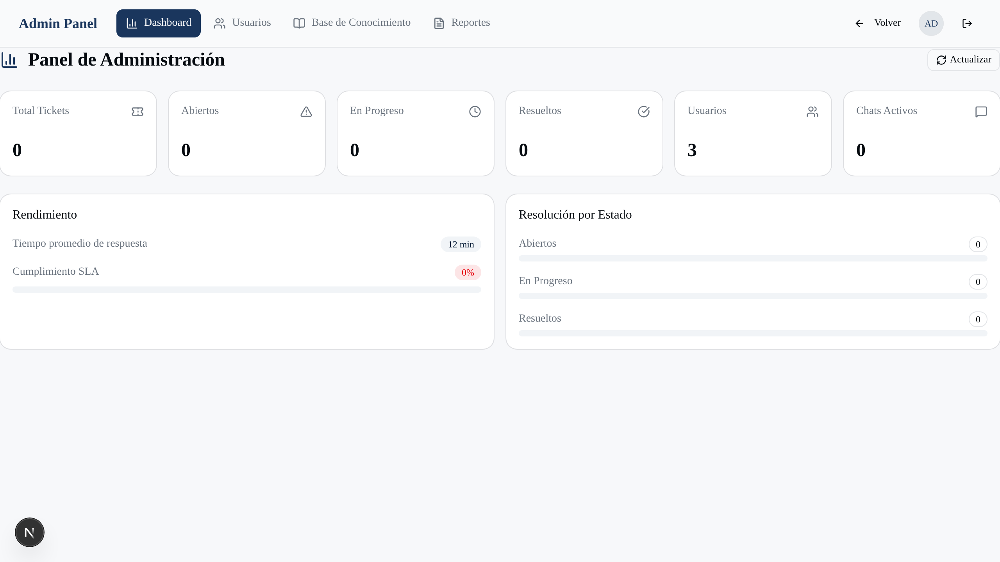 Admin Panel
Dashboard
Usuarios
Base de Conocimiento
Reportes
Volver
AD
Panel de Administración
Actualizar
Total Tickets
0
Abiertos
0
En Progreso
0
Resueltos
0
Usuarios
3
Chats Activos
0
Rendimiento
Tiempo promedio de respuesta
12 min
Cumplimiento SLA
0%
Resolución por Estado
Abiertos
0
En Progreso
0
Resueltos
0
N